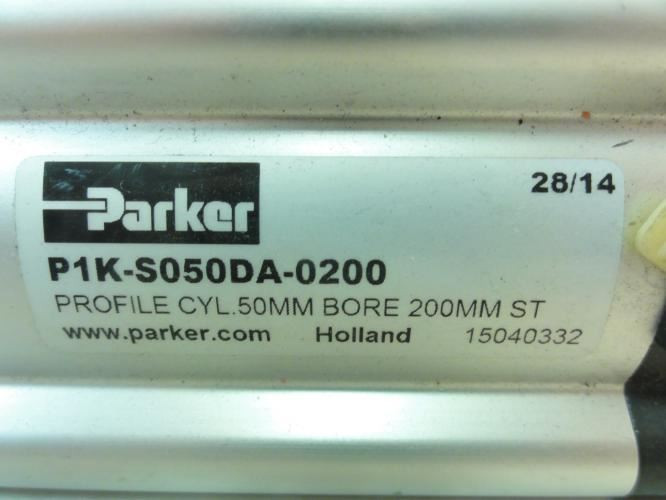 Parker
28/14
P1K-S050DA-0200
PROFILE CYL.50MM BORE 200MM ST
www.parker.com Holland 15040332